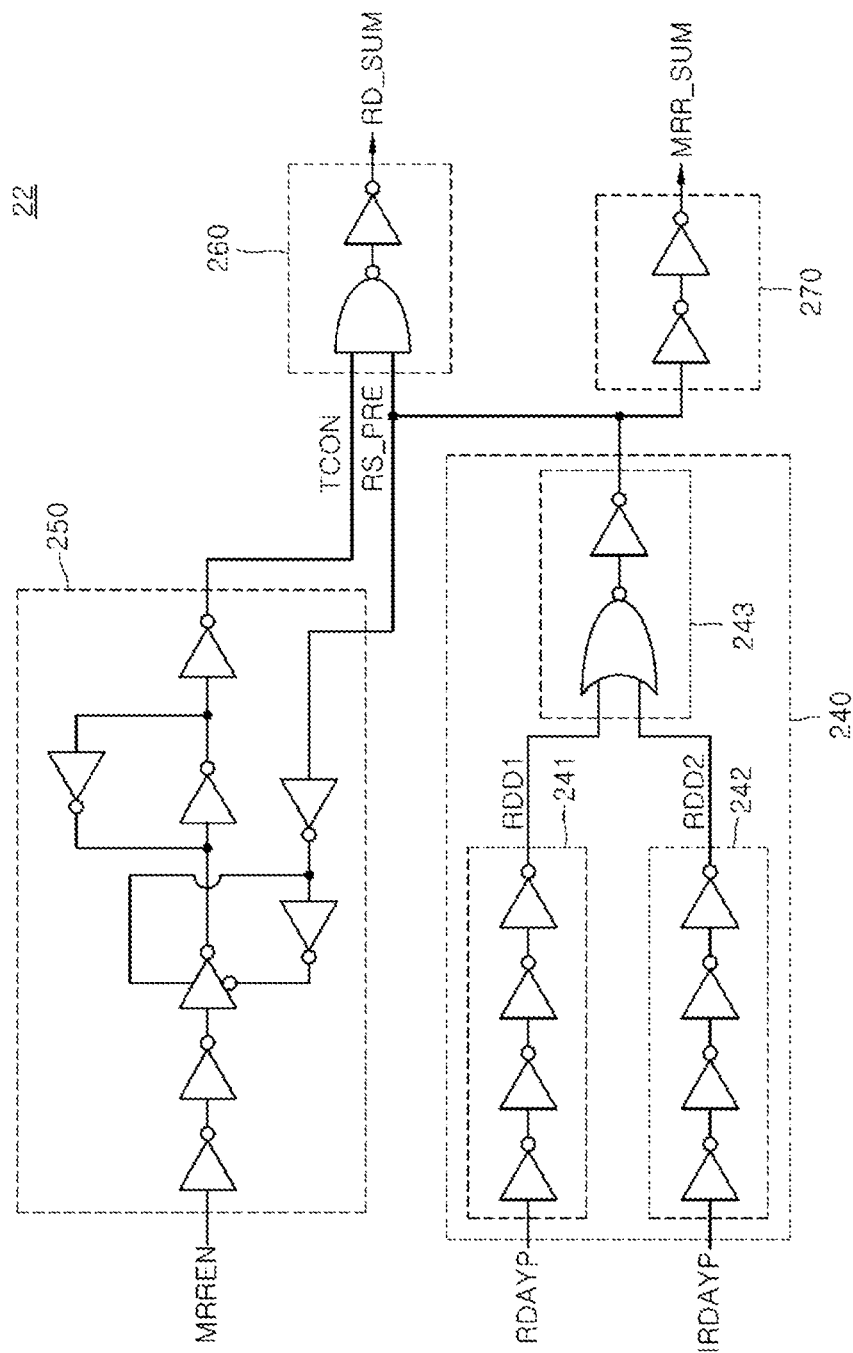 22
MRREN
250
TCON
RS_PRE
260
RD_SUM
RDAYP
RDD1
241
IRDAYP
RDD2
242
243
240
270
MRR_SUM